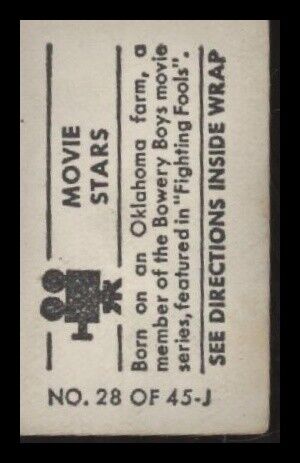 MOVIE
STARS
Born on an Oklahoma farm, a
member of the Bowery Boys movie
series, featured in "Fighting Fools".
SEE DIRECTIONS INSIDE WRAP
NO. 28 OF 45-J